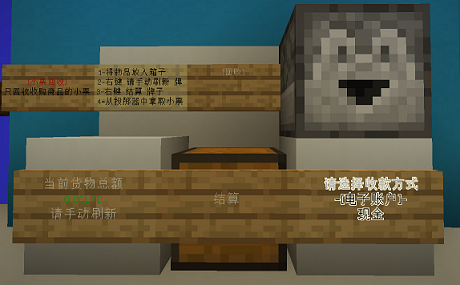 只需收收购商品的小票
1-将物品放入箱子
2-右键 请手动刷新 牌
3-右键 结算 牌子
4-从投掷器中拿取小票
当前货物总额
请手动刷新
结算
请选择收款方式
-[电子账户]-
现金